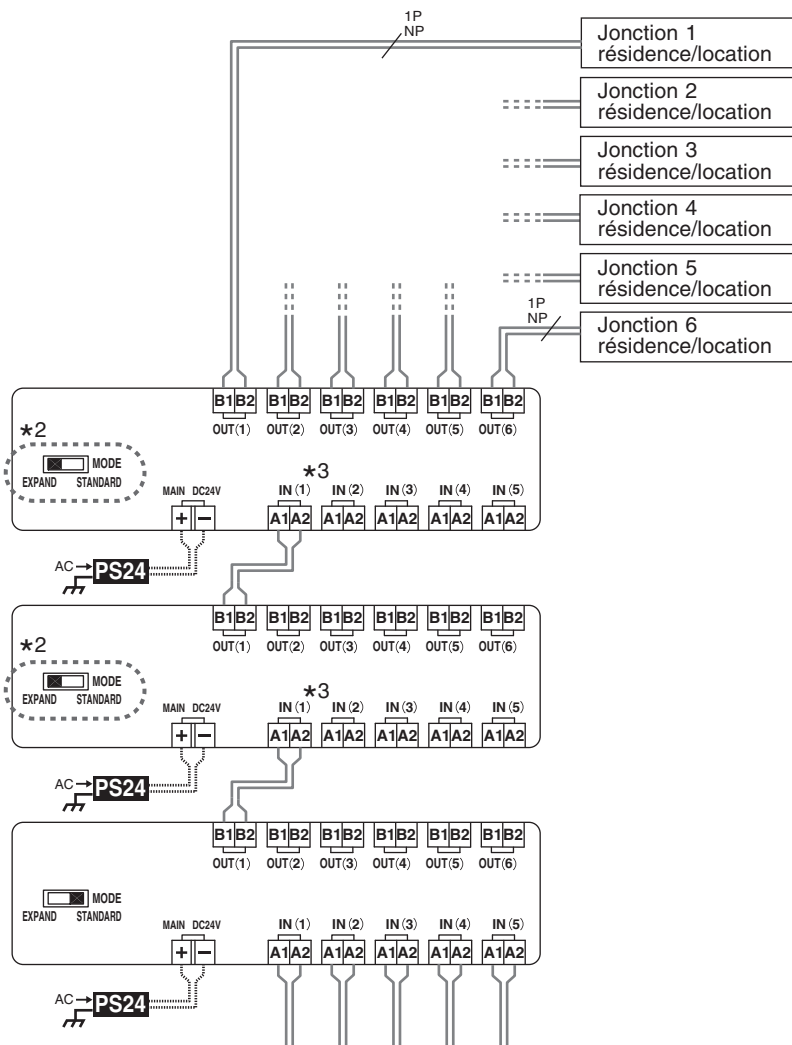 1P
NP
Jonction 1
résidence/location
Jonction 2
résidence/location
Jonction 3
résidence/location
Jonction 4
résidence/location
Jonction 5
résidence/location
1P
NP
Jonction 6
résidence/location
B1 B2 B1 B2 B1 B2 B1 B2 B1 B2 B1 B2
OUT(1) OUT(2) OUT(3) OUT(4) OUT(5) OUT(6)
*2
MODE
EXPAND STANDARD
*3
MAIN DC24V IN (1) IN (2) IN (3) IN (4) IN (5)
+ − A1 A2 A1 A2 A1 A2 A1 A2 A1 A2
AC→ PS24
B1 B2 B1 B2 B1 B2 B1 B2 B1 B2 B1 B2
OUT(1) OUT(2) OUT(3) OUT(4) OUT(5) OUT(6)
*2
MODE
EXPAND STANDARD
*3
MAIN DC24V IN (1) IN (2) IN (3) IN (4) IN (5)
+ − A1 A2 A1 A2 A1 A2 A1 A2 A1 A2
AC→ PS24
B1 B2 B1 B2 B1 B2 B1 B2 B1 B2 B1 B2
OUT(1) OUT(2) OUT(3) OUT(4) OUT(5) OUT(6)
MODE
EXPAND STANDARD
MAIN DC24V IN (1) IN (2) IN (3) IN (4) IN (5)
+ − A1 A2 A1 A2 A1 A2 A1 A2 A1 A2
AC→ PS24